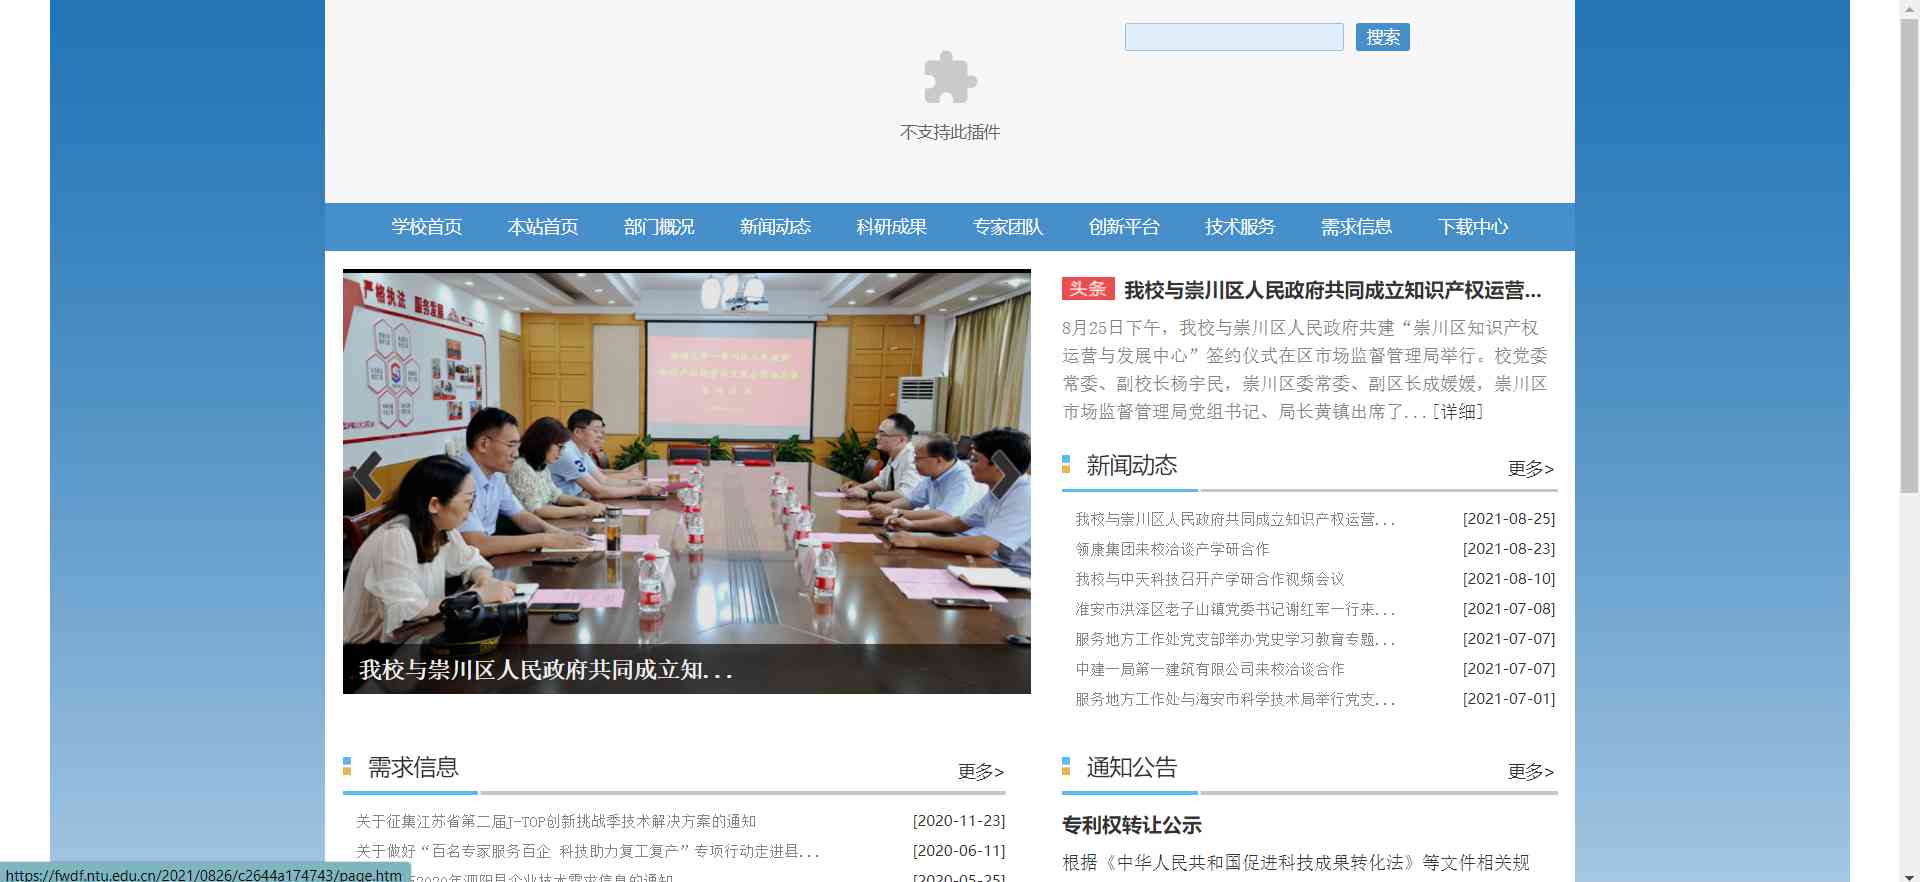 搜索
不支持此插件
学校首页 本站首页 部门概况 新闻动态 科研成果 专家团队 创新平台 技术服务 需求信息 下载中心
严格执法 服务发展
我校与崇川区人民政府共同成立知...
头条 我校与崇川区人民政府共同成立知识产权运营...
8月25日下午，我校与崇川区人民政府共建“崇川区知识产权
运营与发展中心”签约仪式在区市场监督管理局举行。校党委
常委、副校长杨宇民，崇川区委常委、副区长成媛媛，崇川区
市场监督管理局党组书记、局长黄镇出席了...[详细]
新闻动态 更多>
我校与崇川区人民政府共同成立知识产权运营... [2021-08-25]
领康集团来校洽谈产学研合作 [2021-08-23]
我校与中天科技召开产学研合作视频会议 [2021-08-10]
淮安市洪泽区老子山镇党委书记谢红军一行来... [2021-07-08]
服务地方工作处党支部举办党史学习教育专题... [2021-07-07]
中建一局第一建筑有限公司来校洽谈合作 [2021-07-07]
服务地方工作处与海安市科学技术局举行党支... [2021-07-01]
需求信息 更多>
关于征集江苏省第二届J-TOP创新挑战季技术解决方案的通知 [2020-11-23]
关于做好“百名专家服务百企 科技助力复工复产”专项行动走进县... [2020-06-11]
2020年泗阳县企业技术需求信息的通知 [2020-05-25]
通知公告 更多>
专利权转让公示
根据《中华人民共和国促进科技成果转化法》等文件相关规
https://fwdf.ntu.edu.cn/2021/0826/c2644a174743/page.htm